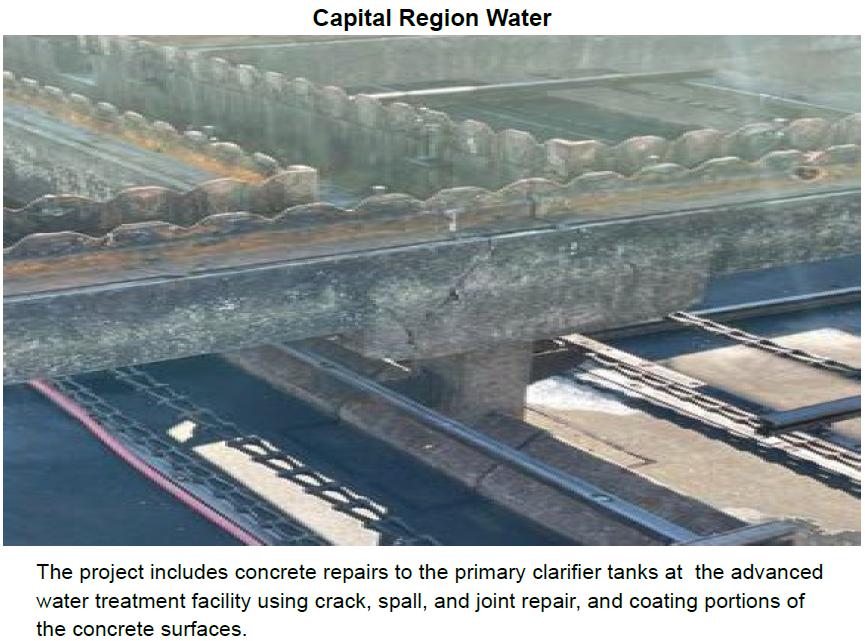 Capital Region Water
The project includes concrete repairs to the primary clarifier tanks at the advanced
water treatment facility using crack, spall, and joint repair, and coating portions of
the concrete surfaces.